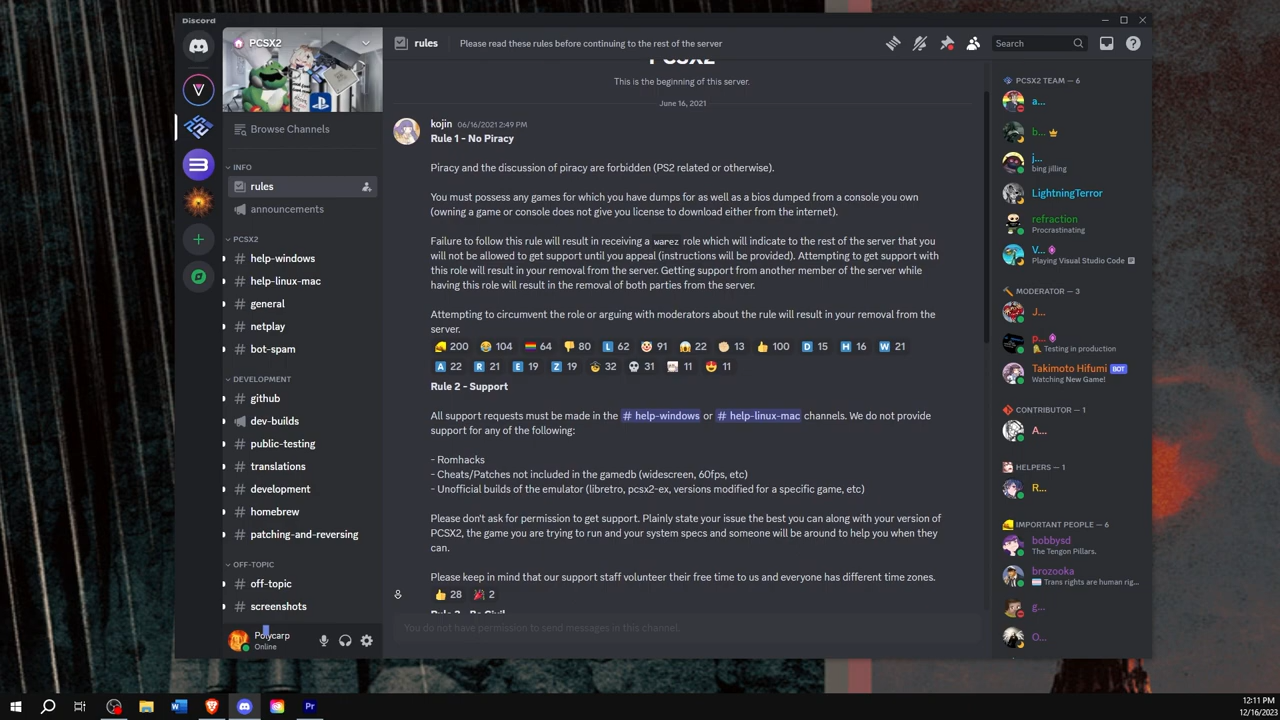 Discord
PCSX2
rules
Please read these rules before continuing to the rest of the server
Search
Browse Channels
INFO
rules
announcements
PCSX2
help-windows
help-linux-mac
general
netplay
bot-spam
DEVELOPMENT
github
dev-builds
public-testing
translations
development
homebrew
patching-and-reversing
OFF-TOPIC
off-topic
screenshots
Polycarp
Online
PCSX2
This is the beginning of this server.
June 16, 2021
kojin 06/16/2021 2:49 PM
Rule 1 - No Piracy
Piracy and the discussion of piracy are forbidden (PS2 related or otherwise).
You must possess any games for which you have dumps for as well as a bios dumped from a console you own
(owning a game or console does not give you license to download either from the internet).
Failure to follow this rule will result in receiving a warez role which will indicate to the rest of the server that you
will not be allowed to get support until you appeal (instructions will be provided). Attempting to get support with
this role will result in your removal from the server. Getting support from another member of the server while
having this role will result in the removal of both parties from the server.
Attempting to circumvent the role or arguing with moderators about the rule will result in your removal from the
server.
200 104 64 80 L 62 91 22 13 100 D 15 H 16 W 21
A 22 R 21 E 19 Z 19 32 31 11 11
Rule 2 - Support
All support requests must be made in the # help-windows or # help-linux-mac channels. We do not provide
support for any of the following:
- Romhacks
- Cheats/Patches not included in the gamedb (widescreen, 60fps, etc)
- Unofficial builds of the emulator (libretro, pcsx2-ex, versions modified for a specific game, etc)
Please don't ask for permission to get support. Plainly state your issue the best you can along with your version of
PCSX2, the game you are trying to run and your system specs and someone will be around to help you when they
can.
Please keep in mind that our support staff volunteer their free time to us and everyone has different time zones.
28 2
Rule 3 - Be Civil
You do not have permission to send messages in this channel.
PCSX2 TEAM — 6
a...
b...
j...
bing jilling
LightningTerror
refraction
Procrastinating
V...
Playing Visual Studio Code
MODERATOR — 3
J...
p...
Testing in production
Takimoto Hifumi BOT
Watching New Game!
CONTRIBUTOR — 1
A...
HELPERS — 1
R...
IMPORTANT PEOPLE — 6
bobbysd
The Tengon Pillars.
brozooka
Trans rights are human rig...
g...
O...
W
Pr
12:11 PM
12/16/2023